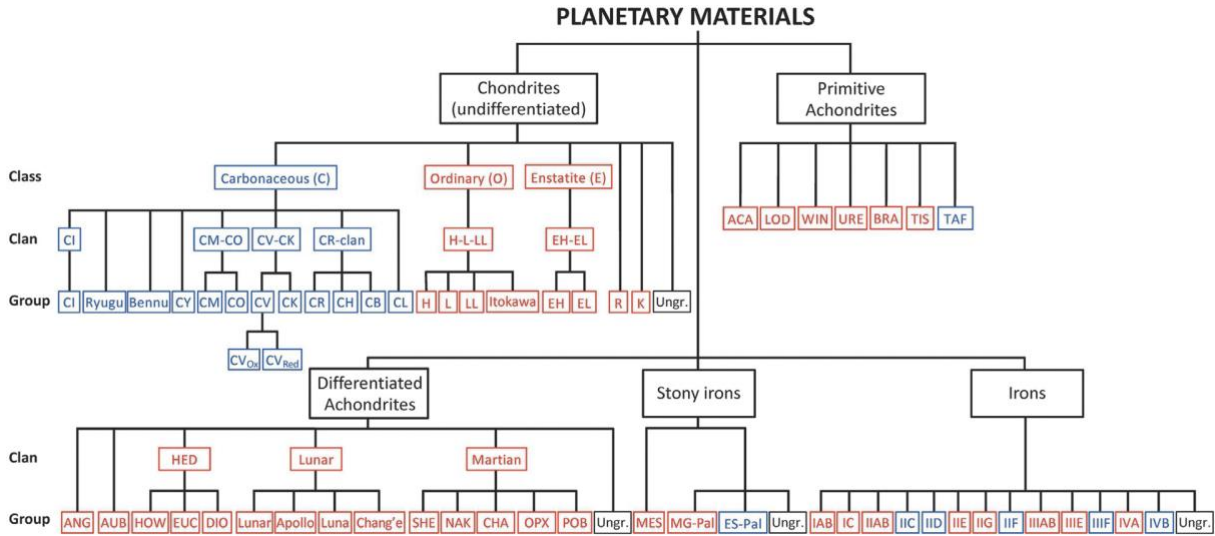 PLANETARY MATERIALS
Chondrites
(undifferentiated)
Primitive
Achondrites
Class
Carbonaceous (C)
Ordinary (O)
Enstatite (E)
ACA LOD WIN URE BRA TIS TAF
Clan
CI CM-CO CV-CK CR-clan H-L-LL EH-EL
Group
CI Ryugu Bennu CY CM CO CV CK CR CH CB CL H L LL Itokawa EH EL R K Ungr.
CVOx CVRed
Differentiated
Achondrites
Stony irons
Irons
Clan
HED Lunar Martian
Group
ANG AUB HOW EUC DIO Lunar Apollo Luna Chang'e SHE NAK CHA OPX POB Ungr. MES MG-Pal ES-Pal Ungr. IAB IC IIAB IIC IID IIE IIG IIF IIIAB IIIE IIIF IVA IVB Ungr.